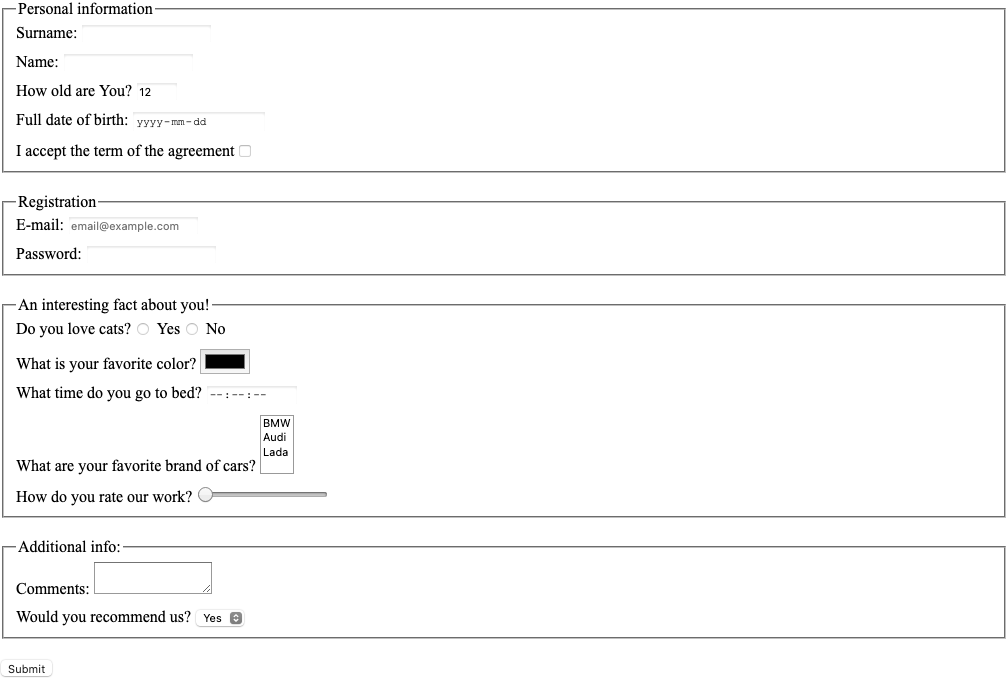 Personal information
Surname:
Name:
How old are You? 12
Full date of birth: yyyy-mm-dd
I accept the term of the agreement
Registration
E-mail: email@example.com
Password:
An interesting fact about you!
Do you love cats? Yes No
What is your favorite color?
What time do you go to bed? --:--:--
BMW
Audi
Lada
What are your favorite brand of cars?
How do you rate our work?
Additional info:
Comments:
Would you recommend us? Yes
Submit